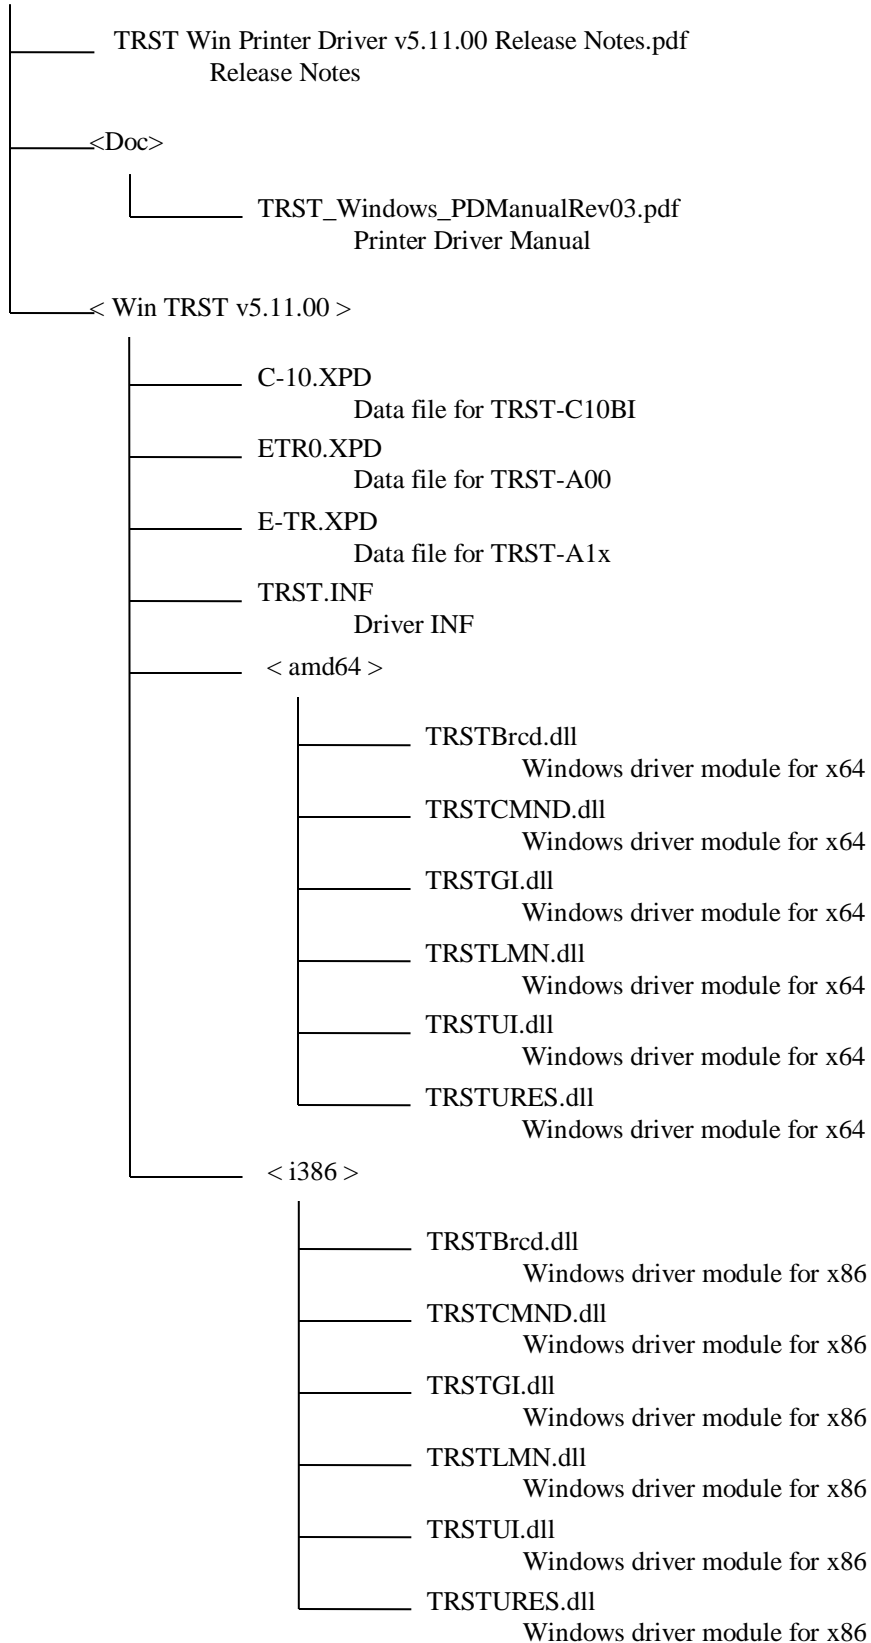 TRST Win Printer Driver v5.11.00 Release Notes.pdf
Release Notes
<Doc>
TRST_Windows_PDManualRev03.pdf
Printer Driver Manual
< Win TRST v5.11.00 >
C-10.XPD
Data file for TRST-C10BI
ETR0.XPD
Data file for TRST-A00
E-TR.XPD
Data file for TRST-A1x
TRST.INF
Driver INF
< amd64 >
TRSTBrcd.dll
Windows driver module for x64
TRSTCMND.dll
Windows driver module for x64
TRSTGI.dll
Windows driver module for x64
TRSTLMN.dll
Windows driver module for x64
TRSTUI.dll
Windows driver module for x64
TRSTURES.dll
Windows driver module for x64
< i386 >
TRSTBrcd.dll
Windows driver module for x86
TRSTCMND.dll
Windows driver module for x86
TRSTGI.dll
Windows driver module for x86
TRSTLMN.dll
Windows driver module for x86
TRSTUI.dll
Windows driver module for x86
TRSTURES.dll
Windows driver module for x86